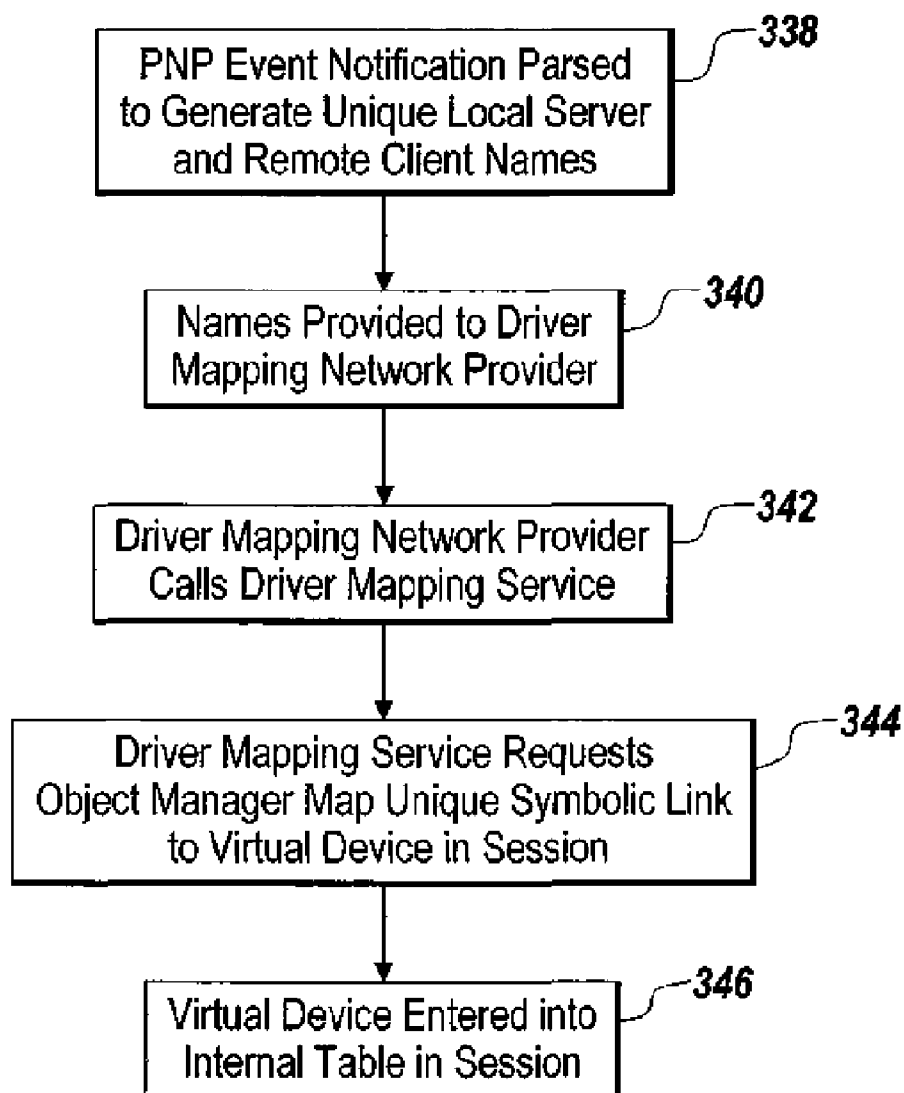 338
PNP Event Notification Parsed
to Generate Unique Local Server
and Remote Client Names
340
Names Provided to Driver
Mapping Network Provider
342
Driver Mapping Network Provider
Calls Driver Mapping Service
344
Driver Mapping Service Requests
Object Manager Map Unique Symbolic Link
to Virtual Device in Session
346
Virtual Device Entered into
Internal Table in Session